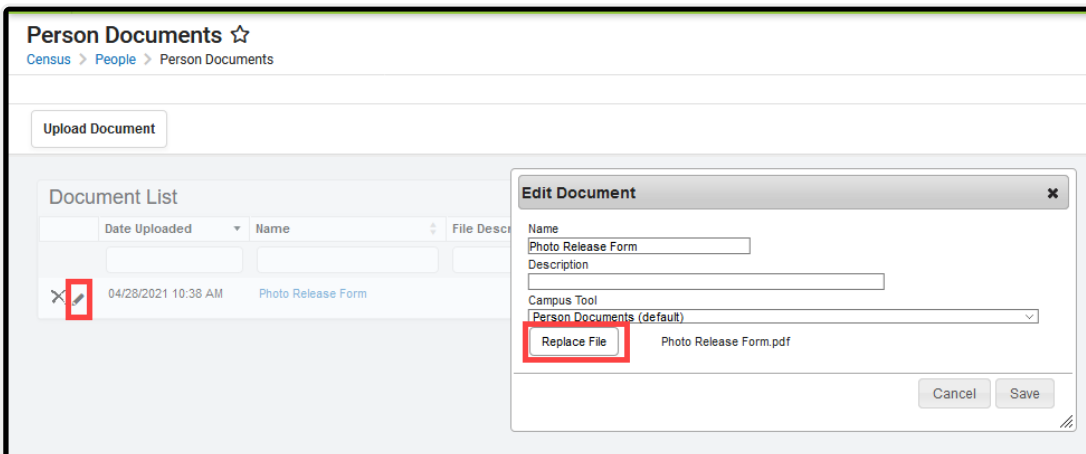 Person Documents
Census > People > Person Documents
Upload Document
Document List
Date Uploaded Name File Descr
04/28/2021 10:38 AM Photo Release Form
Edit Document
Name
Photo Release Form
Description
Campus Tool
Person Documents (default)
Replace File Photo Release Form.pdf
Cancel Save